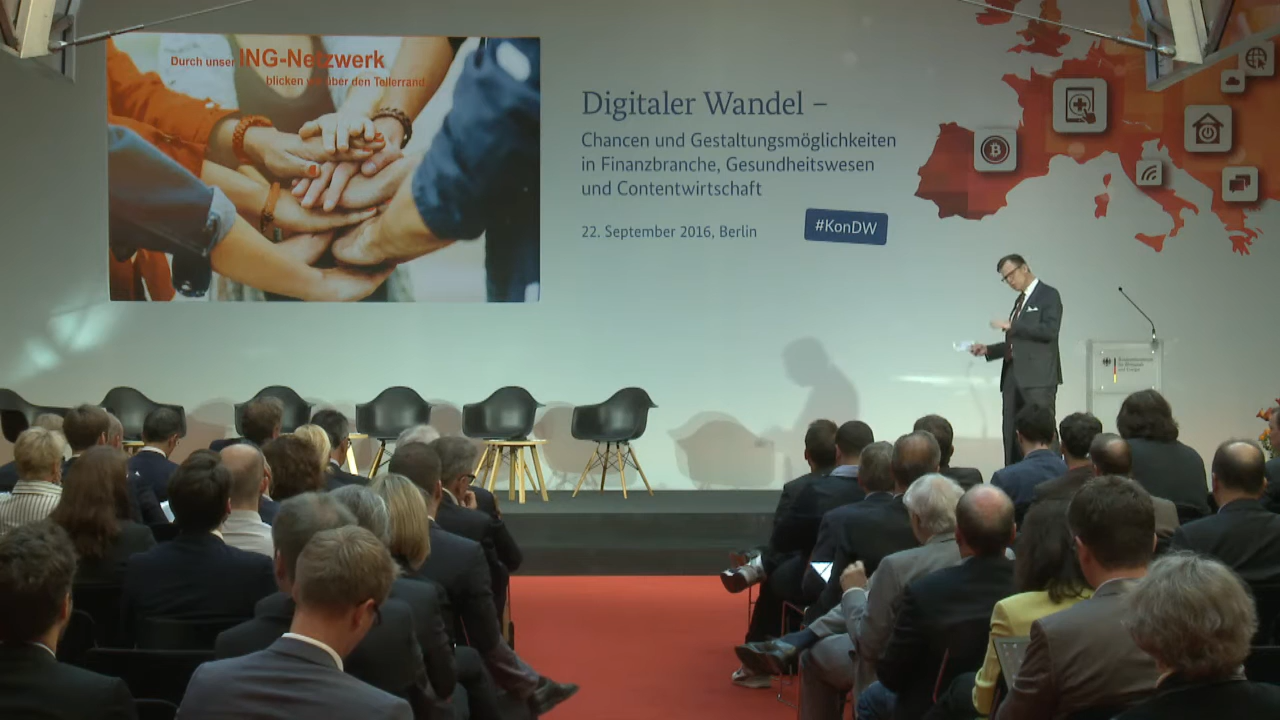 Durch unser ING-Netzwerk
blicken wir über den Tellerrand
Digitaler Wandel –
Chancen und Gestaltungsmöglichkeiten
in Finanzbranche, Gesundheitswesen
und Contentwirtschaft
22. September 2016, Berlin
#KonDW